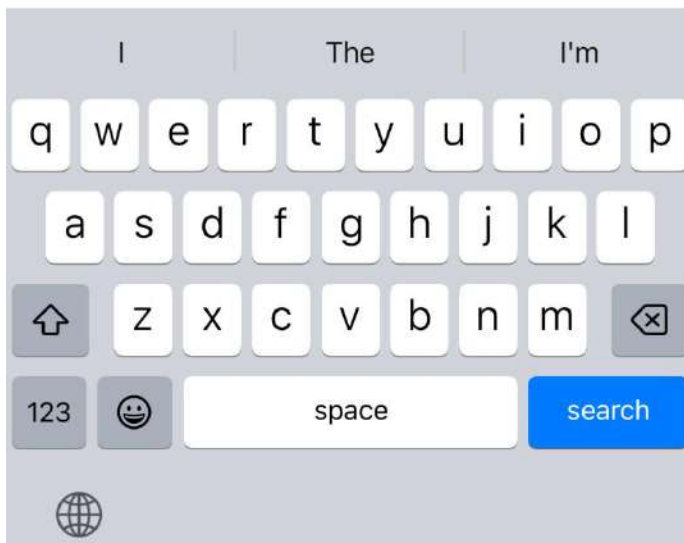 I The I'm
q w e r t y u i o p
a s d f g h j k l
z x c v b n m
123 space search